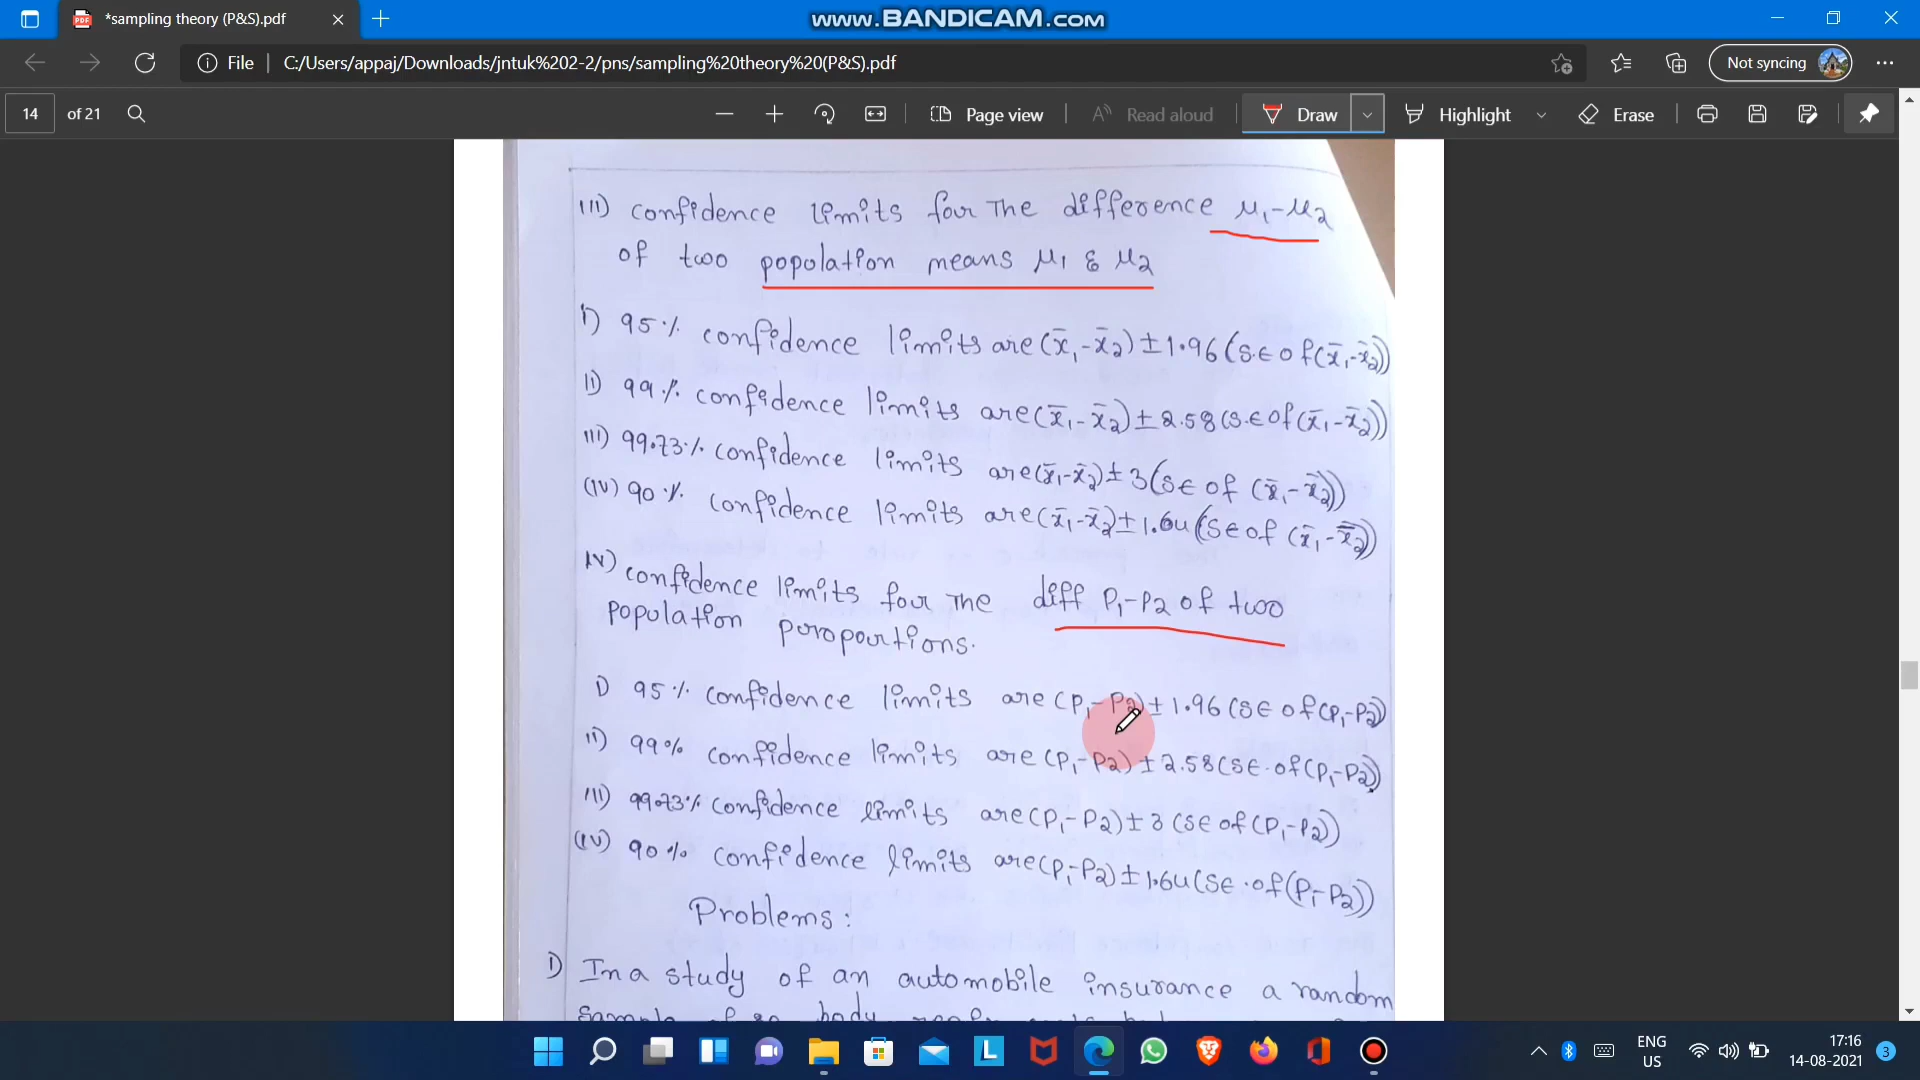 *sampling theory (P&S).pdf
www.BANDICAM.com
File
C:/Users/appaj/Downloads/jntuk%202-2/pns/sampling%20theory%20(P&S).pdf
Not syncing
14 of 21
Page view
Read aloud
Draw
Highlight
Erase
III) confidence limits for The difference μ₁-μ₂
of two population means μ₁ & μ₂
i) 95% confidence limits are (x̄₁-x̄₂) ± 1.96 (S.E of (x̄₁-x̄₂))
ii) 99% confidence limits are (x̄₁-x̄₂) ± 2.58 (S.E of (x̄₁-x̄₂))
iii) 99.73% confidence limits are (x̄₁-x̄₂) ± 3 (SE of (x̄₁-x̄₂))
(iv) 90% confidence limits are (x̄₁-x̄₂) ± 1.64 (SE of (x̄₁-x̄₂))
IV) confidence limits for The diff P₁-P₂ of two
population proportions.
i) 95% confidence limits are (P₁-P₂) ± 1.96 (SE of (P₁-P₂))
ii) 99% confidence limits are (P₁-P₂) ± 2.58 (SE. of (P₁-P₂))
iii) 99.73% confidence limits are (P₁-P₂) ± 3 (SE of (P₁-P₂))
(iv) 90% confidence limits are (P₁-P₂) ± 1.64 (SE. of (P₁-P₂))
Problems:
1) In a study of an automobile insurance a random
ENG
US
17:16
14-08-2021
3